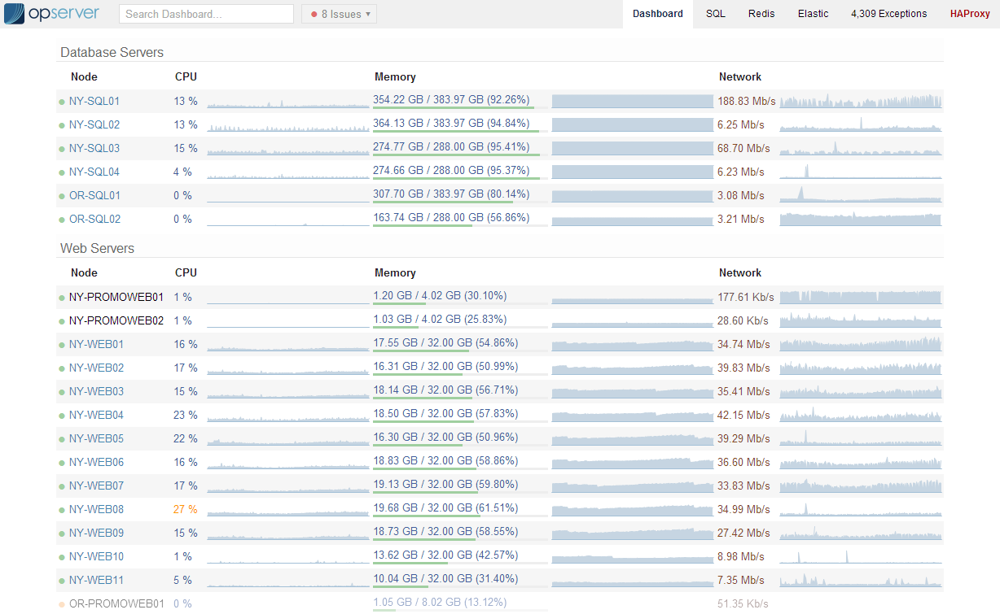 opserver Search Dashboard... 8 Issues ▾ Dashboard SQL Redis Elastic 4,309 Exceptions HAProxy
Database Servers
Node CPU Memory Network
NY-SQL01 13 % 354.22 GB / 383.97 GB (92.26%) 188.83 Mb/s
NY-SQL02 13 % 364.13 GB / 383.97 GB (94.84%) 6.25 Mb/s
NY-SQL03 15 % 274.77 GB / 288.00 GB (95.41%) 68.70 Mb/s
NY-SQL04 4 % 274.66 GB / 288.00 GB (95.37%) 6.23 Mb/s
OR-SQL01 0 % 307.70 GB / 383.97 GB (80.14%) 3.08 Mb/s
OR-SQL02 0 % 163.74 GB / 288.00 GB (56.86%) 3.21 Mb/s
Web Servers
Node CPU Memory Network
NY-PROMOWEB01 1 % 1.20 GB / 4.02 GB (30.10%) 177.61 Kb/s
NY-PROMOWEB02 1 % 1.03 GB / 4.02 GB (25.83%) 28.60 Kb/s
NY-WEB01 16 % 17.55 GB / 32.00 GB (54.86%) 34.74 Mb/s
NY-WEB02 17 % 16.31 GB / 32.00 GB (50.99%) 39.83 Mb/s
NY-WEB03 15 % 18.14 GB / 32.00 GB (56.71%) 35.41 Mb/s
NY-WEB04 23 % 18.50 GB / 32.00 GB (57.83%) 42.15 Mb/s
NY-WEB05 22 % 16.30 GB / 32.00 GB (50.96%) 39.29 Mb/s
NY-WEB06 16 % 18.83 GB / 32.00 GB (58.86%) 36.60 Mb/s
NY-WEB07 17 % 19.13 GB / 32.00 GB (59.80%) 33.83 Mb/s
NY-WEB08 27 % 19.68 GB / 32.00 GB (61.51%) 34.99 Mb/s
NY-WEB09 15 % 18.73 GB / 32.00 GB (58.55%) 27.42 Mb/s
NY-WEB10 1 % 13.62 GB / 32.00 GB (42.57%) 8.98 Mb/s
NY-WEB11 5 % 10.04 GB / 32.00 GB (31.40%) 7.35 Mb/s
OR-PROMOWEB01 0 % 1.05 GB / 8.02 GB (13.12%) 51.35 Kb/s